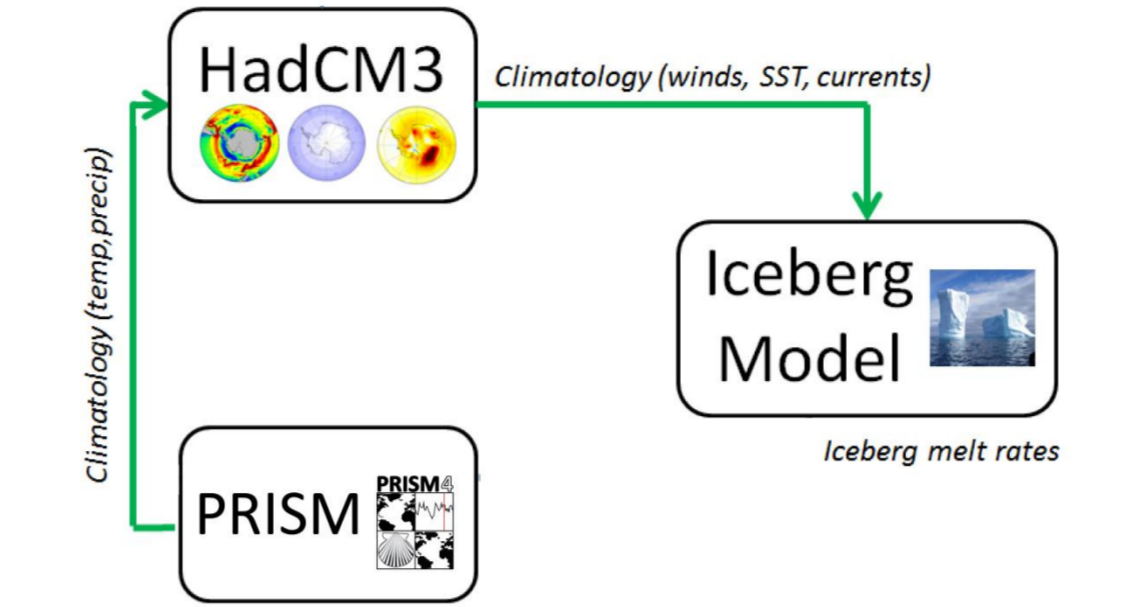 HadCM3
Climatology (winds, SST, currents)
Climatology (temp,precip)
Iceberg
Model
Iceberg melt rates
PRISM
PRISM4